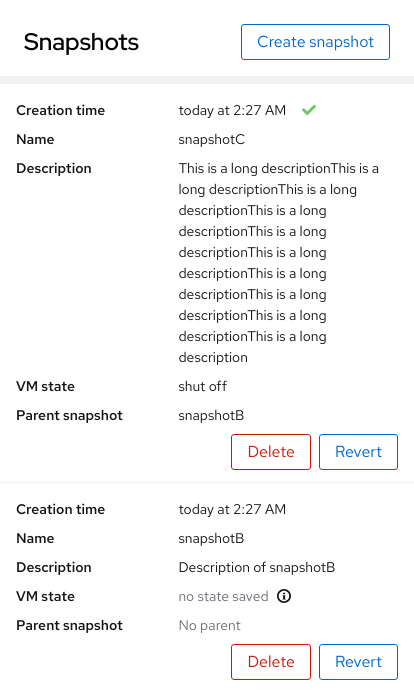 Snapshots Create snapshot
Creation time today at 2:27 AM
Name snapshotC
Description This is a long descriptionThis is a
long descriptionThis is a long
descriptionThis is a long
descriptionThis is a long
descriptionThis is a long
descriptionThis is a long
descriptionThis is a long
descriptionThis is a long
descriptionThis is a long
description
VM state shut off
Parent snapshot snapshotB
Delete Revert
Creation time today at 2:27 AM
Name snapshotB
Description Description of snapshotB
VM state no state saved
Parent snapshot No parent
Delete Revert